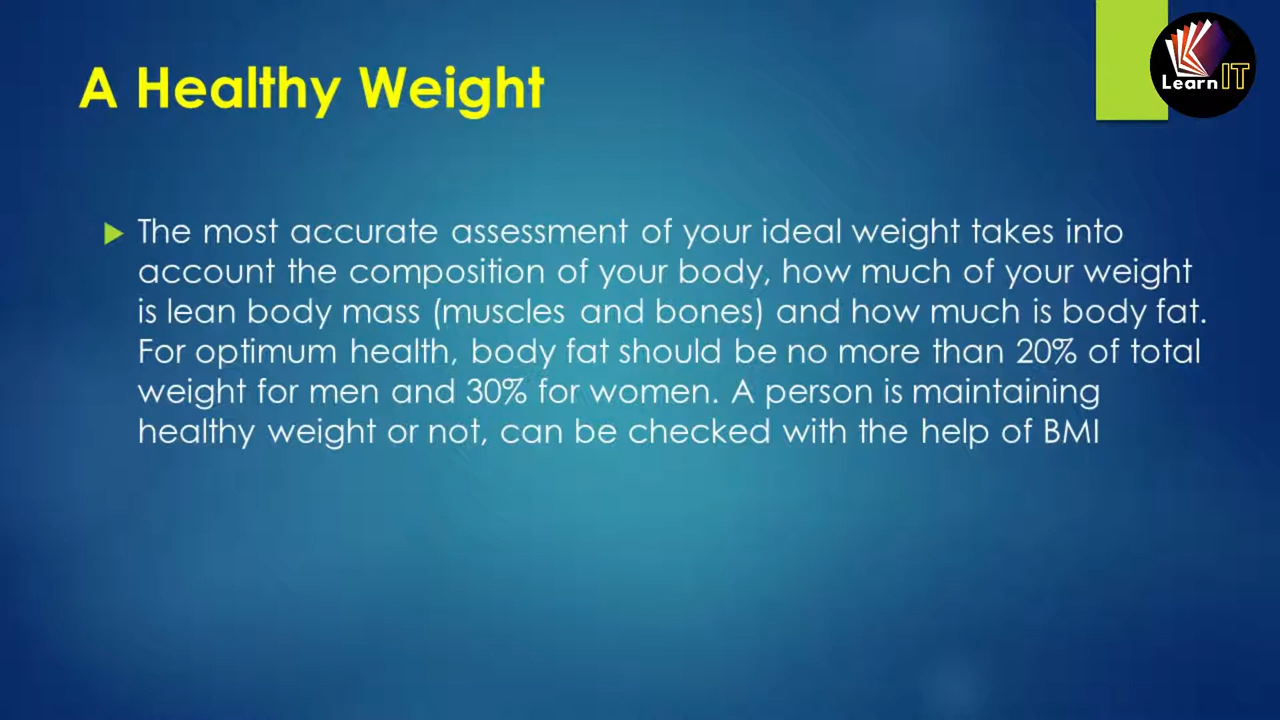 A Healthy Weight
Learn IT
The most accurate assessment of your ideal weight takes into
account the composition of your body, how much of your weight
is lean body mass (muscles and bones) and how much is body fat.
For optimum health, body fat should be no more than 20% of total
weight for men and 30% for women. A person is maintaining
healthy weight or not, can be checked with the help of BMI